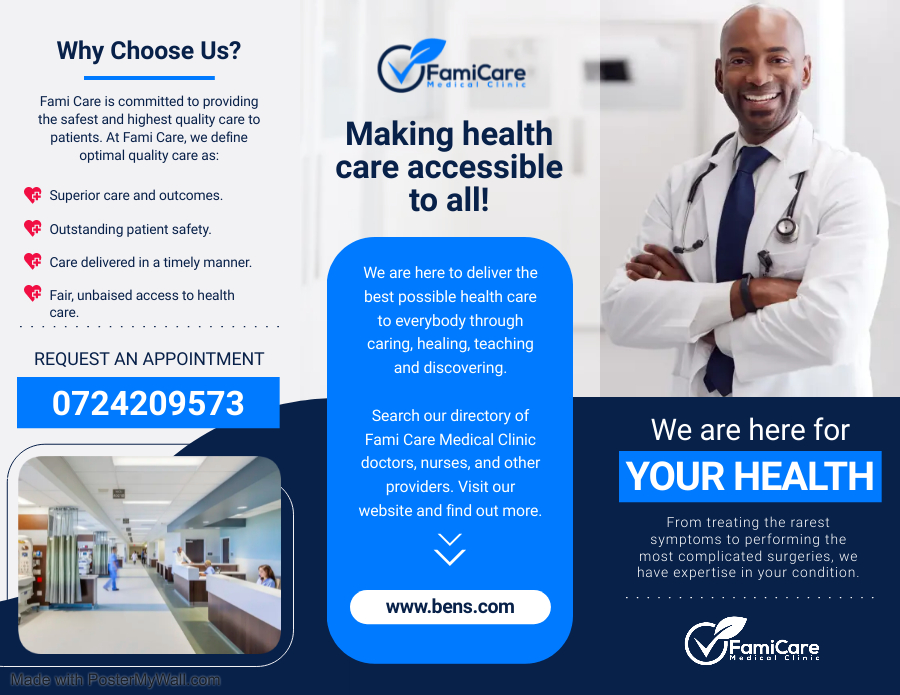 Why Choose Us?
Fami Care is committed to providing
the safest and highest quality care to
patients. At Fami Care, we define
optimal quality care as:
Superior care and outcomes.
Outstanding patient safety.
Care delivered in a timely manner.
Fair, unbaised access to health
care.
REQUEST AN APPOINTMENT
0724209573
Made with PosterMyWall.com
FamiCare
Medical Clinic
Making health
care accessible
to all!
We are here to deliver the
best possible health care
to everybody through
caring, healing, teaching
and discovering.
Search our directory of
Fami Care Medical Clinic
doctors, nurses, and other
providers. Visit our
website and find out more.
www.bens.com
We are here for
YOUR HEALTH
From treating the rarest
symptoms to performing the
most complicated surgeries, we
have expertise in your condition.
FamiCare
Medical Clinic